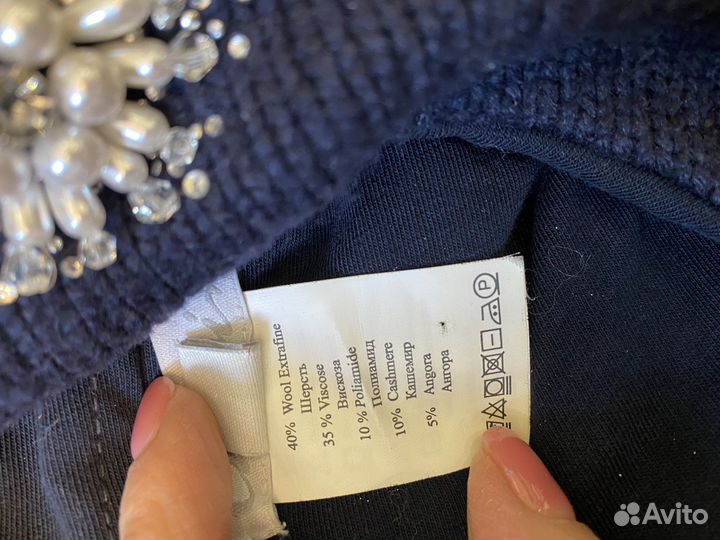 40% Wool Extrafine
Шерсть
35 % Viscose
Вискоза
10 % Poliamide
Полиамид
10% Cashmere
Кашемир
5% Angora
Ангора
P
Avito